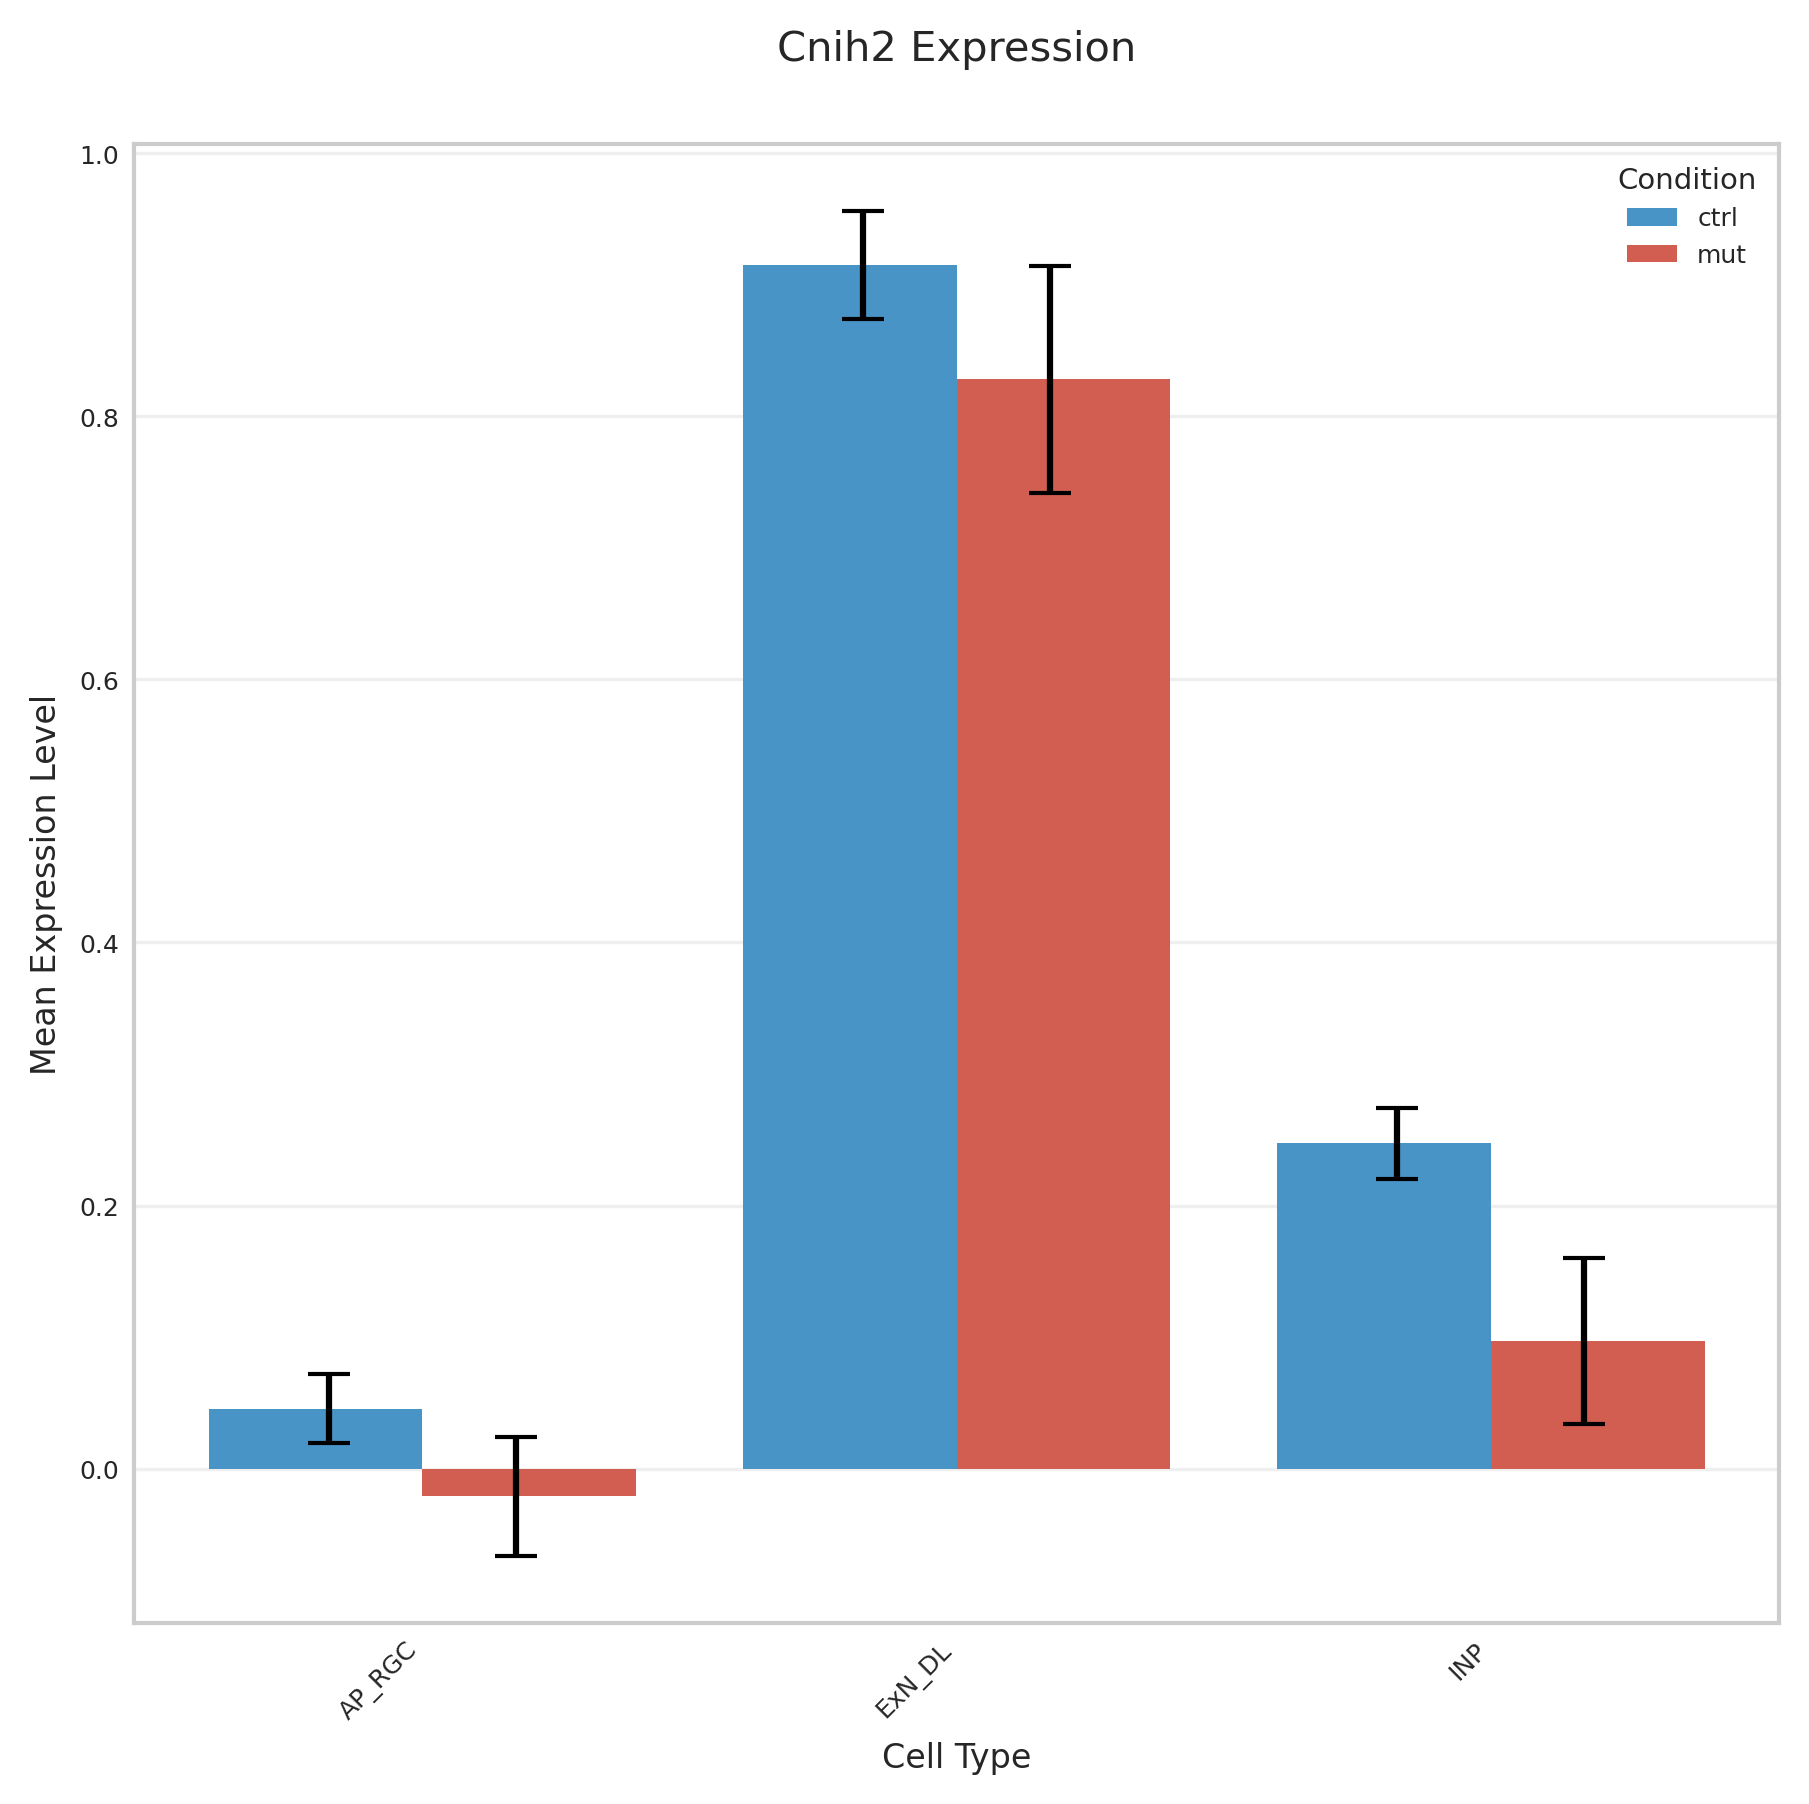 Cnih2 Expression
Condition
ctrl
mut
1.0
0.8
0.6
0.4
0.2
0.0
Mean Expression Level
AP_RGC
ExN_DL
INP
Cell Type